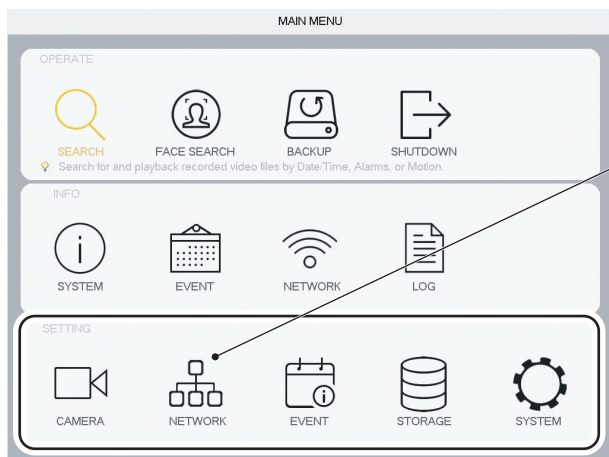 MAIN MENU
OPERATE
SEARCH FACE SEARCH BACKUP SHUTDOWN
Search for and playback recorded video files by Date/Time, Alarms, or Motion.
INFO
SYSTEM EVENT NETWORK LOG
SETTING
CAMERA NETWORK EVENT STORAGE SYSTEM